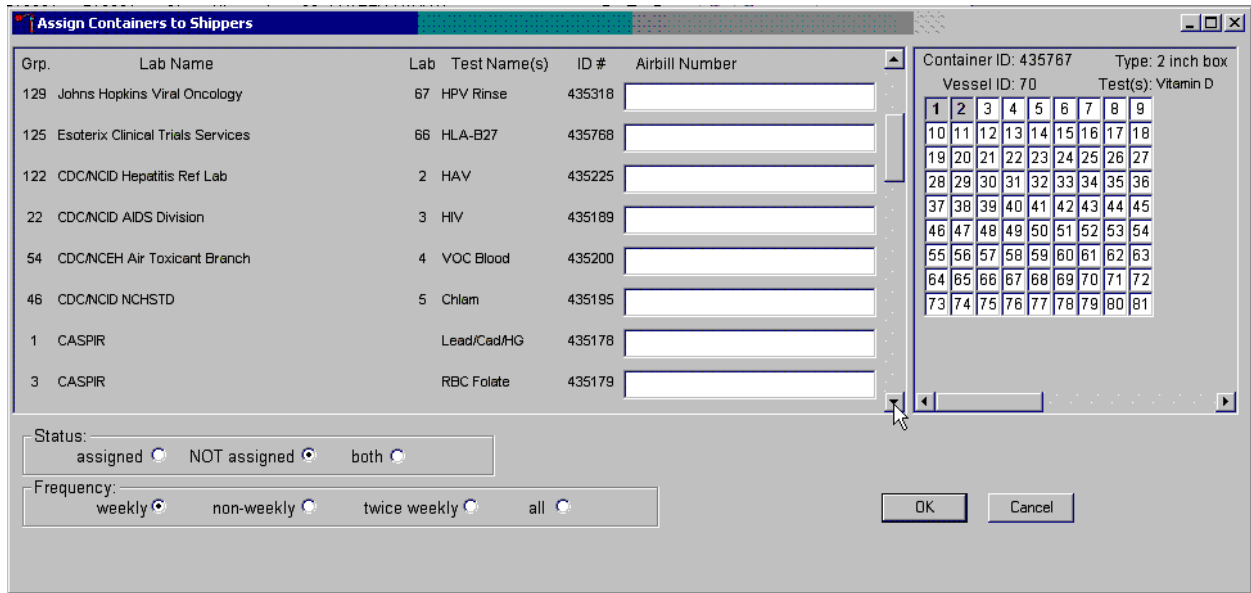 Assign Containers to Shippers
Grp. Lab Name Lab Test Name(s) ID # Airbill Number
129 Johns Hopkins Viral Oncology 67 HPV Rinse 435318
125 Esoterix Clinical Trials Services 66 HLA-B27 435768
122 CDC/NCID Hepatitis Ref Lab 2 HAV 435225
22 CDC/NCID AIDS Division 3 HIV 435189
54 CDC/NCEH Air Toxicant Branch 4 VOC Blood 435200
46 CDC/NCID NCHSTD 5 Chlam 435195
1 CASPIR Lead/Cad/HG 435178
3 CASPIR RBC Folate 435179
Container ID: 435767 Type: 2 inch box
Vessel ID: 70 Test(s): Vitamin D
1 2 3 4 5 6 7 8 9
10 11 12 13 14 15 16 17 18
19 20 21 22 23 24 25 26 27
28 29 30 31 32 33 34 35 36
37 38 39 40 41 42 43 44 45
46 47 48 49 50 51 52 53 54
55 56 57 58 59 60 61 62 63
64 65 66 67 68 69 70 71 72
73 74 75 76 77 78 79 80 81
Status:
assigned NOT assigned both
Frequency:
weekly non-weekly twice weekly all
OK Cancel